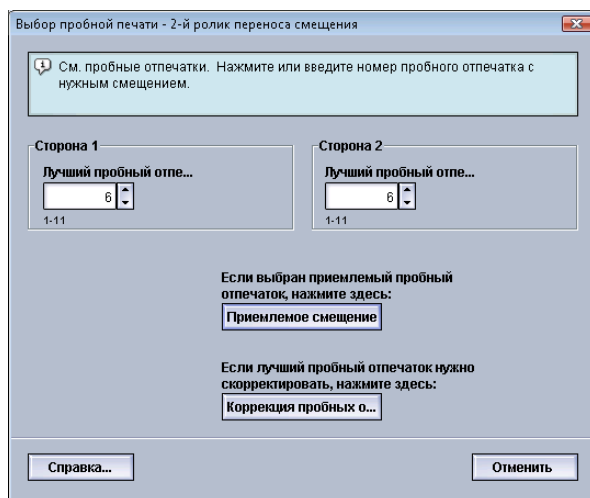 Выбор пробной печати - 2-й ролик переноса смещения
См. пробные отпечатки. Нажмите или введите номер пробного отпечатка с
нужным смещением.
Сторона 1
Сторона 2
Лучший пробный отпе...
Лучший пробный отпе...
6
6
1-11
1-11
Если выбран приемлемый пробный
отпечаток, нажмите здесь:
Приемлемое смещение
Если лучший пробный отпечаток нужно
скорректировать, нажмите здесь:
Коррекция пробных о...
Справка...
Отменить